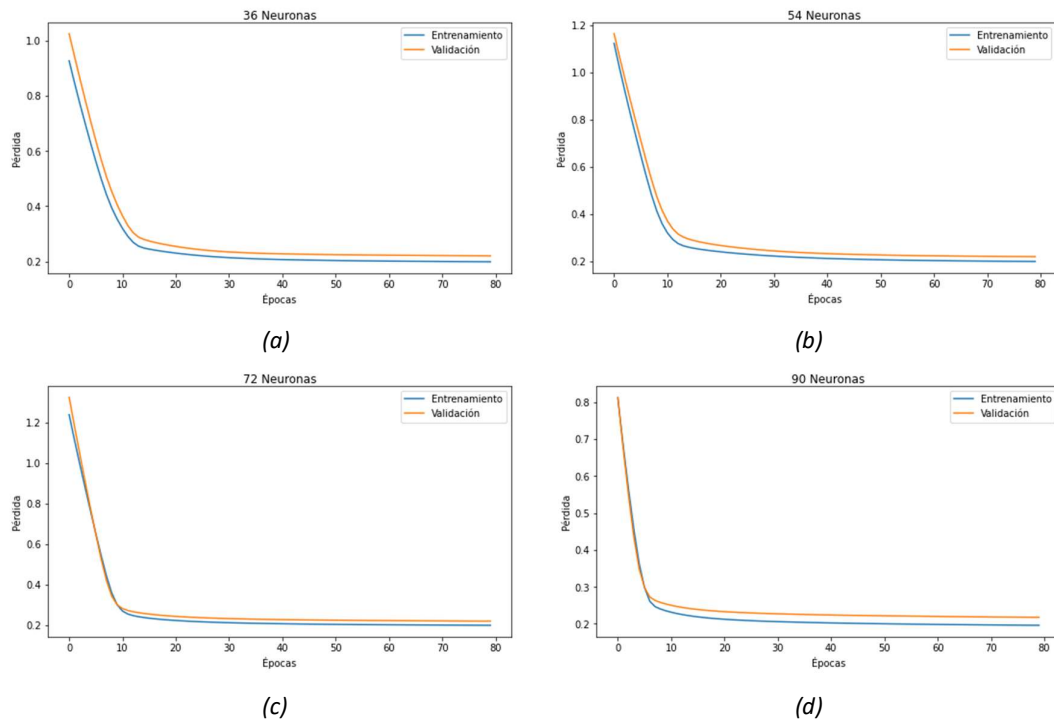 36 Neuronas
Entrenamiento
Validación
1.0
0.8
0.6
0.4
0.2
Pérdida
0 10 20 30 40 50 60 70 80
Épocas
(a)
54 Neuronas
Entrenamiento
Validación
1.2
1.0
0.8
0.6
0.4
0.2
Pérdida
0 10 20 30 40 50 60 70 80
Épocas
(b)
72 Neuronas
Entrenamiento
Validación
1.2
1.0
0.8
0.6
0.4
0.2
Pérdida
0 10 20 30 40 50 60 70 80
Épocas
(c)
90 Neuronas
Entrenamiento
Validación
0.8
0.7
0.6
0.5
0.4
0.3
0.2
Pérdida
0 10 20 30 40 50 60 70 80
Épocas
(d)